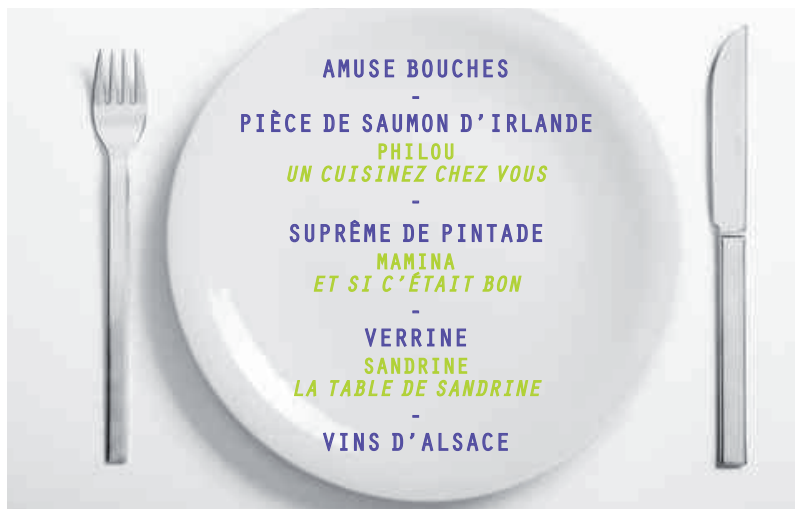 AMUSE BOUCHES
-
PIÈCE DE SAUMON D'IRLANDE
PHILOU
UN CUISINEZ CHEZ VOUS
-
SUPRÊME DE PINTADE
MAMINA
ET SI C'ÉTAIT BON
-
VERRINE
SANDRINE
LA TABLE DE SANDRINE
-
VINS D'ALSACE